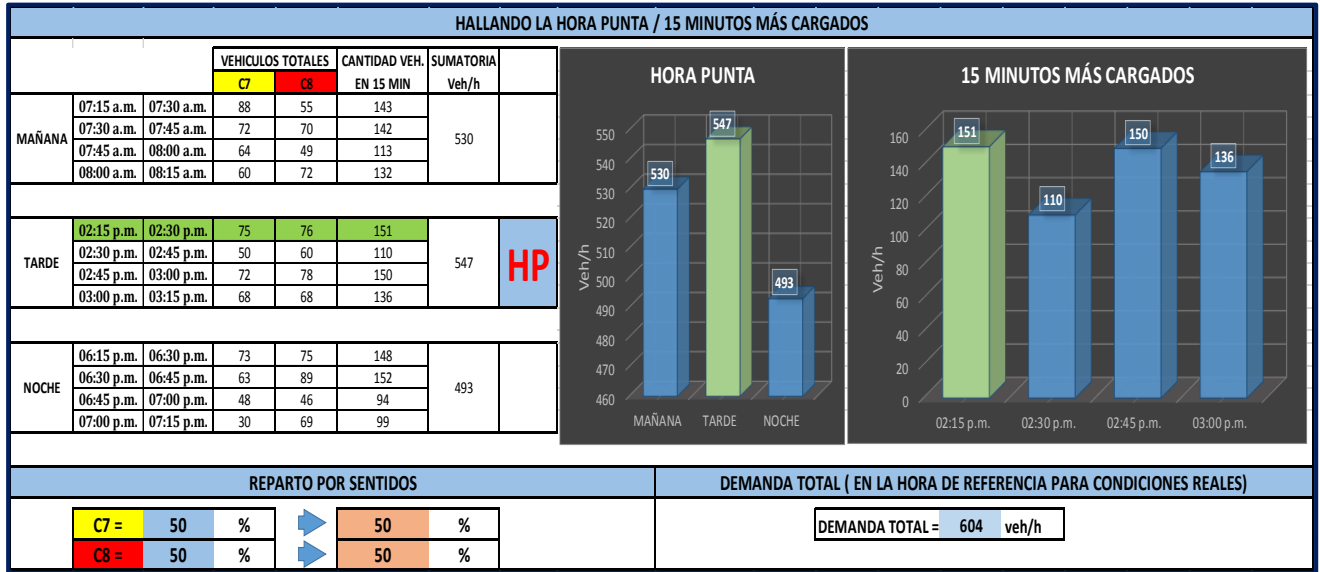 HALLANDO LA HORA PUNTA / 15 MINUTOS MÁS CARGADOS
VEHICULOS TOTALES CANTIDAD VEH. SUMATORIA
C7 C8 EN 15 MIN Veh/h
MAÑANA
07:15 a.m. 07:30 a.m. 88 55 143
07:30 a.m. 07:45 a.m. 72 70 142
07:45 a.m. 08:00 a.m. 64 49 113
08:00 a.m. 08:15 a.m. 60 72 132
530
TARDE
02:15 p.m. 02:30 p.m. 75 76 151
02:30 p.m. 02:45 p.m. 50 60 110
02:45 p.m. 03:00 p.m. 72 78 150
03:00 p.m. 03:15 p.m. 68 68 136
547
HP
NOCHE
06:15 p.m. 06:30 p.m. 73 75 148
06:30 p.m. 06:45 p.m. 63 89 152
06:45 p.m. 07:00 p.m. 48 46 94
07:00 p.m. 07:15 p.m. 30 69 99
493
HORA PUNTA
Veh/h
550
540
530
520
510
500
490
480
470
460
530
547
493
MAÑANA TARDE NOCHE
15 MINUTOS MÁS CARGADOS
Veh/h
160
140
120
100
80
60
40
20
0
151
110
150
136
02:15 p.m. 02:30 p.m. 02:45 p.m. 03:00 p.m.
REPARTO POR SENTIDOS
C7 = 50 % 50 %
C8 = 50 % 50 %
DEMANDA TOTAL ( EN LA HORA DE REFERENCIA PARA CONDICIONES REALES)
DEMANDA TOTAL = 604 veh/h